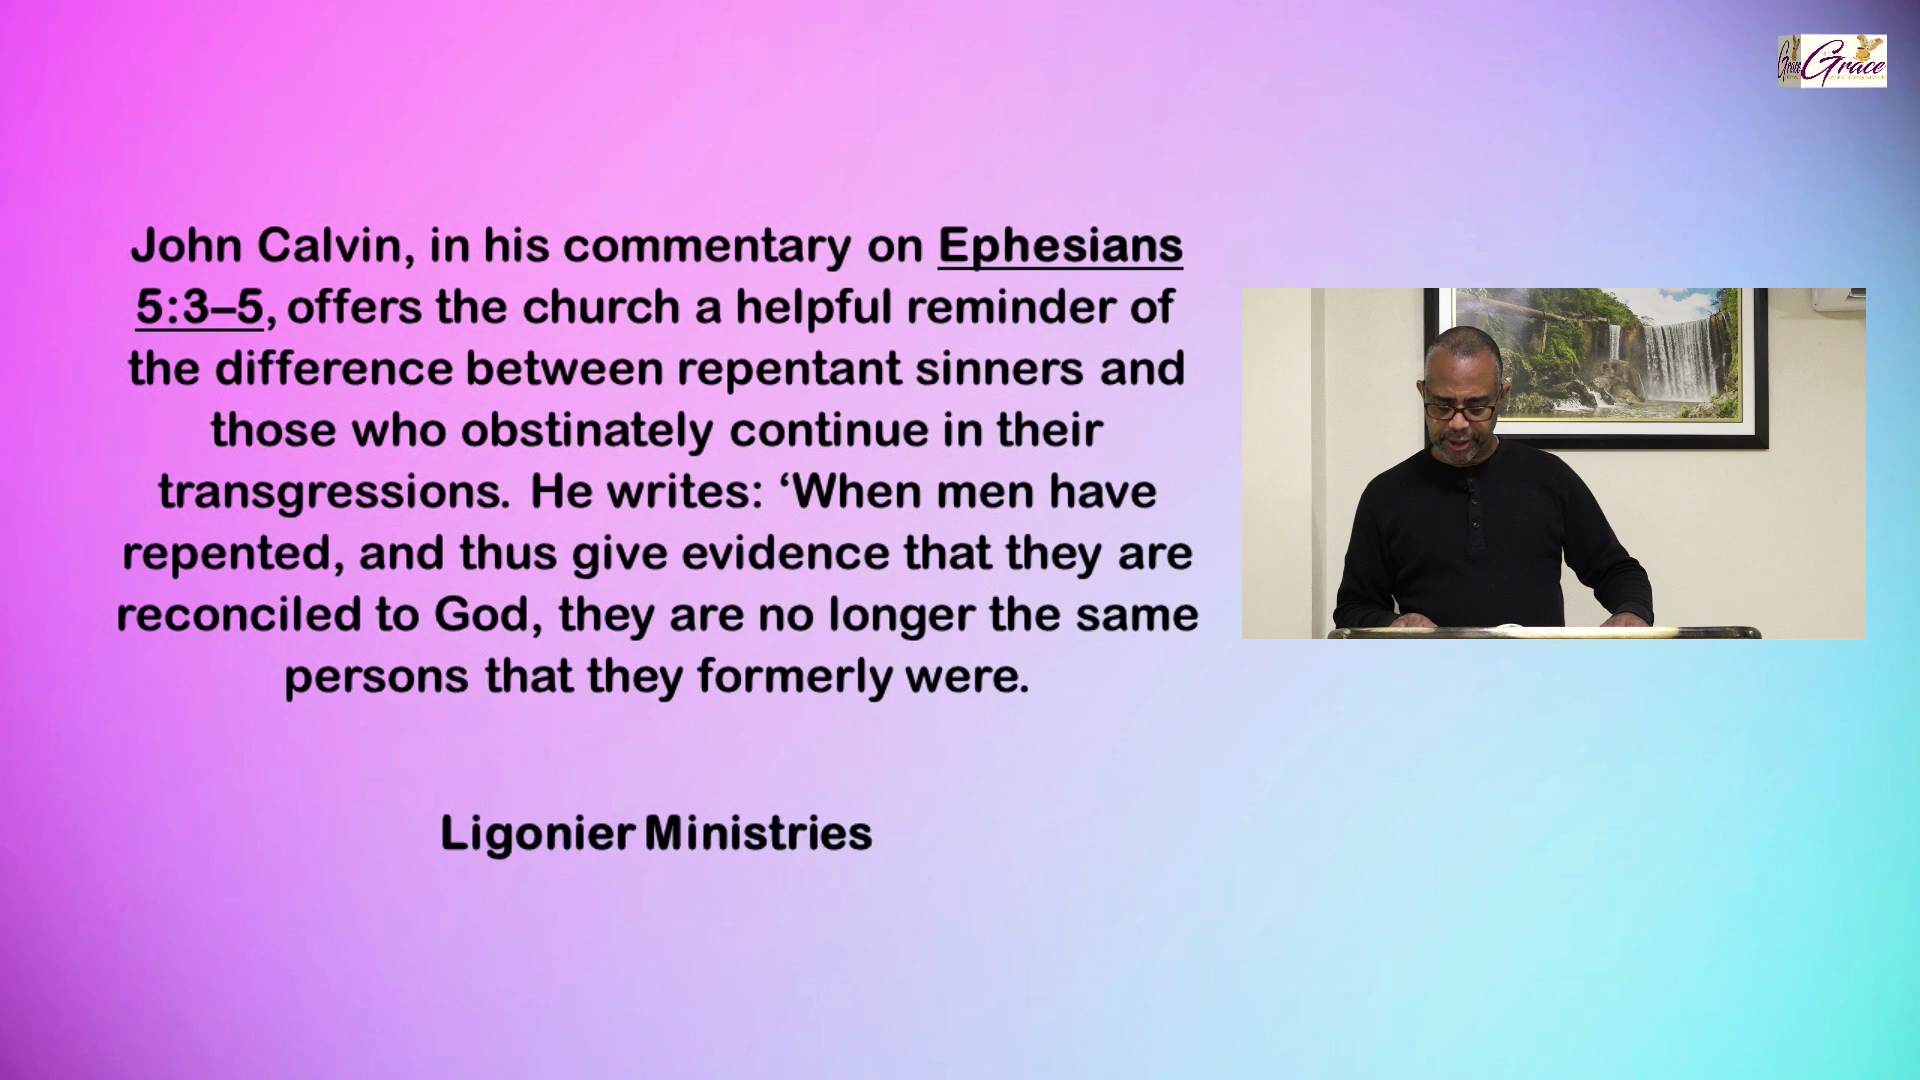 Grace
John Calvin, in his commentary on Ephesians
5:3–5, offers the church a helpful reminder of
the difference between repentant sinners and
those who obstinately continue in their
transgressions. He writes: ‘When men have
repented, and thus give evidence that they are
reconciled to God, they are no longer the same
persons that they formerly were.
Ligonier Ministries